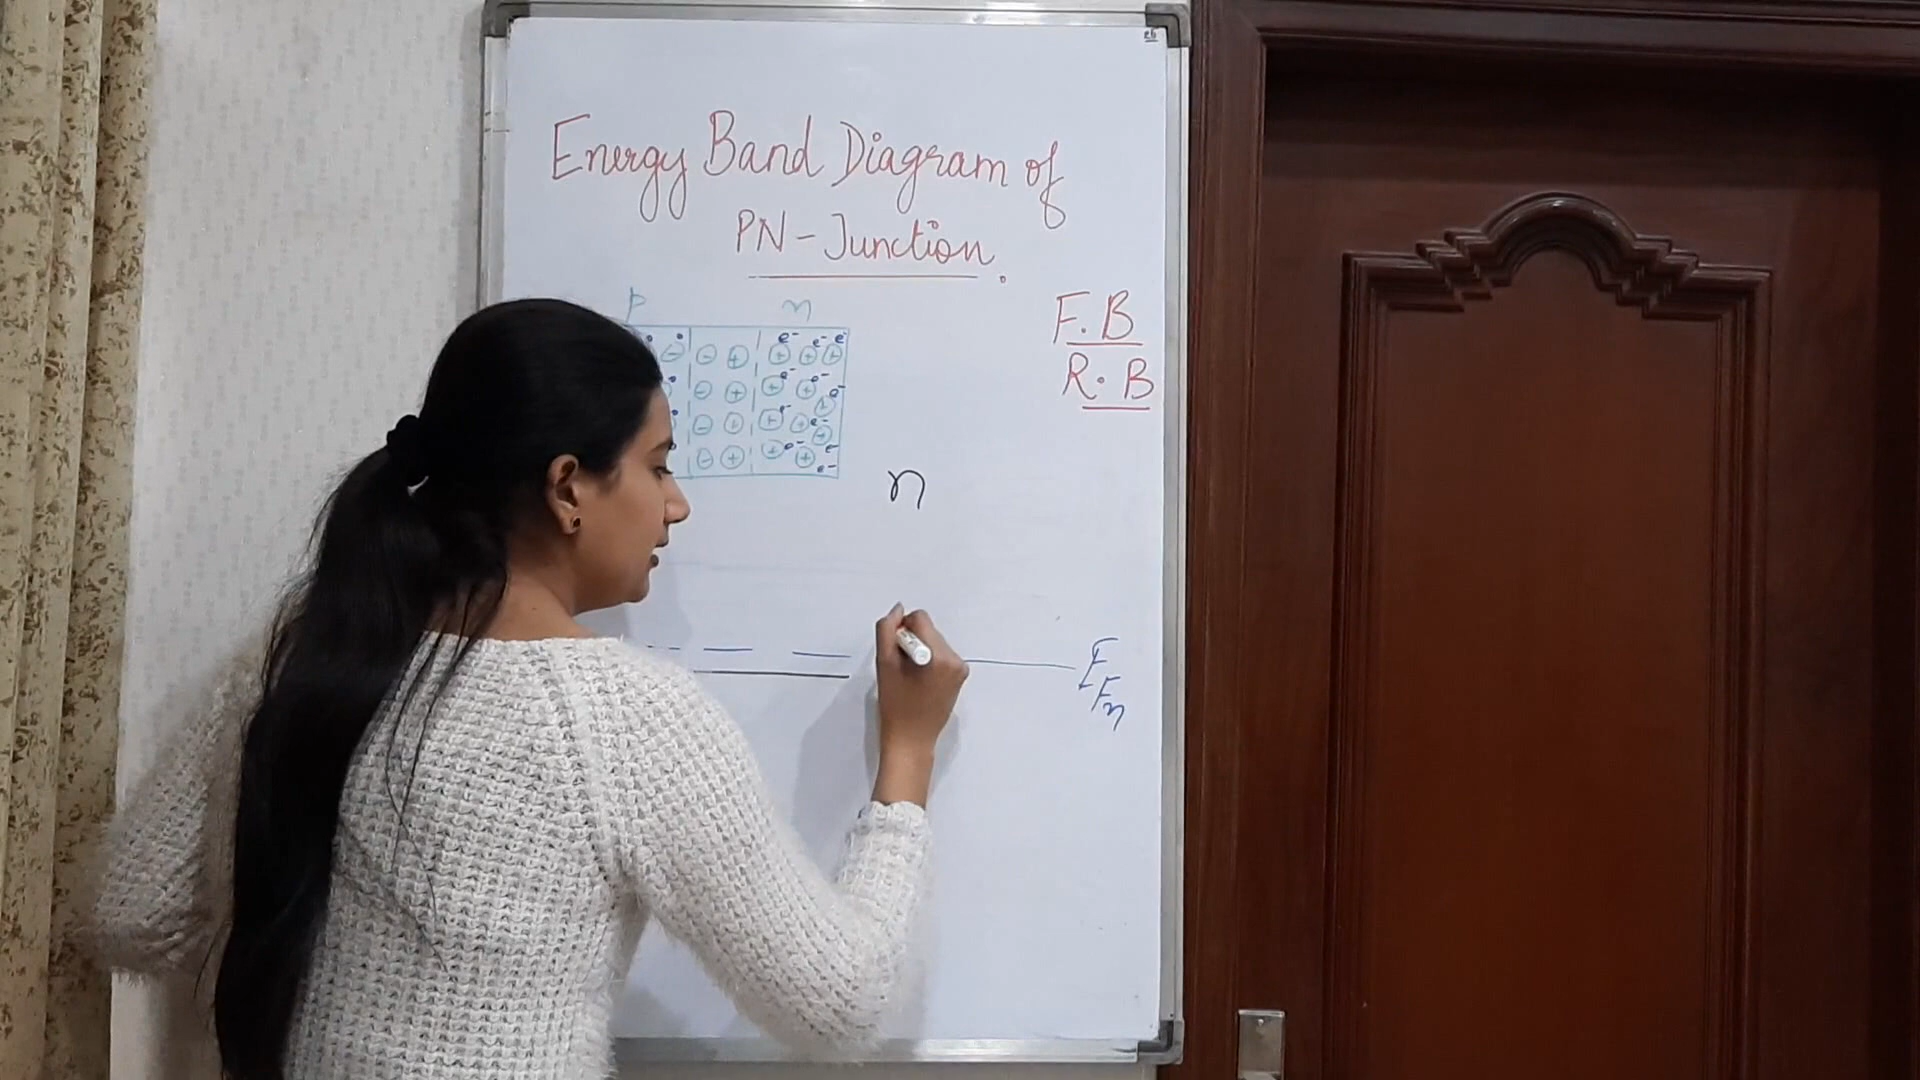 Energy Band Diagram of
PN-Junction.
p n
F.B
R.B
e- e- e-
- - + + + +
e- e- e-
- + + + +
e- e-
- + + + +
e- e- e-
- + + +
n
E
Fn